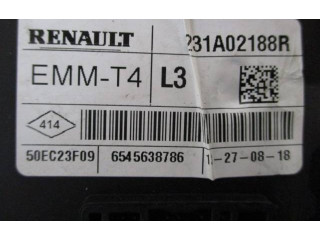 RENAULT 231A02188R
EMM-T4 L3
414
50EC23F09 6545638786 -27-08-18